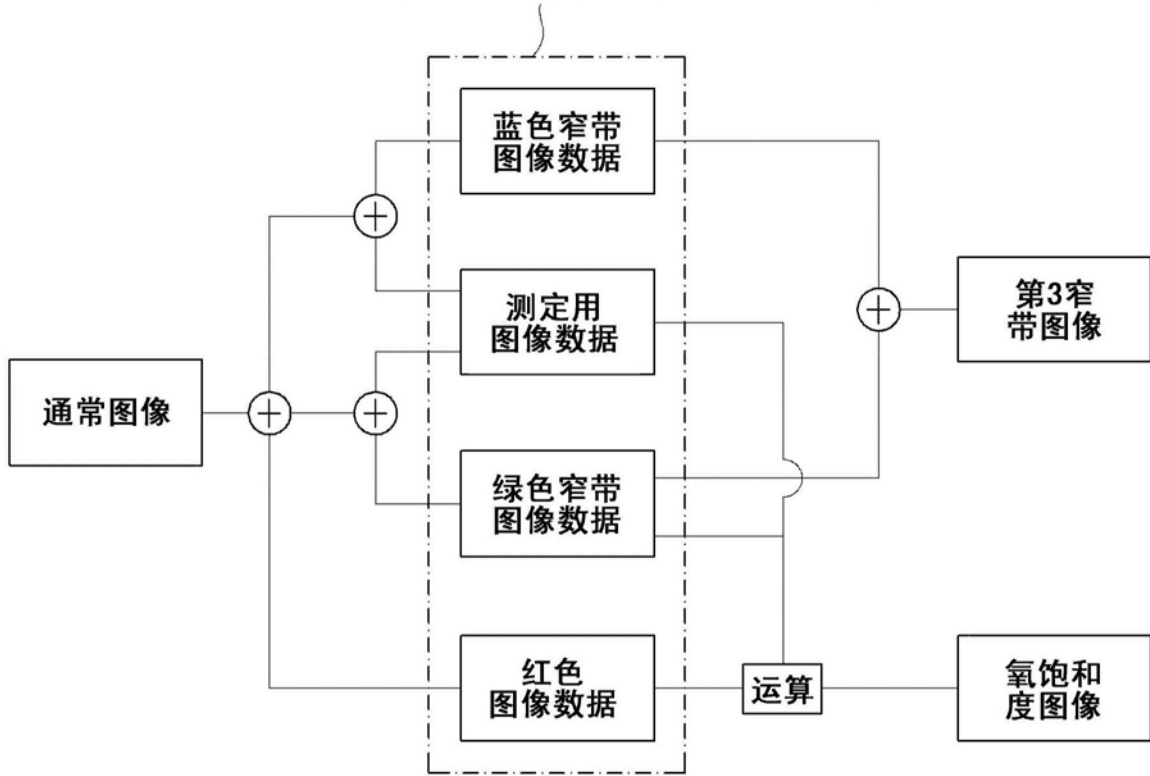 蓝色窄带
图像数据
测定用
图像数据
第3窄
带图像
通常图像
绿色窄带
图像数据
红色
图像数据
运算
氧饱和
度图像